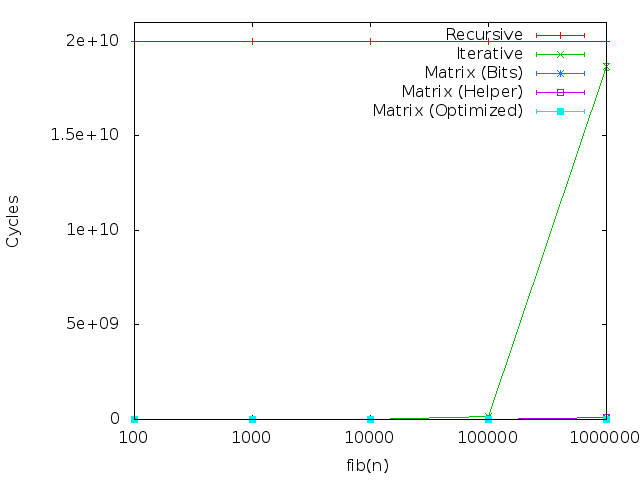 2e+10
1.5e+10
1e+10
5e+09
0
Cycles
Recursive
Iterative
Matrix (Bits)
Matrix (Helper)
Matrix (Optimized)
100 1000 10000 100000 1000000
fib(n)